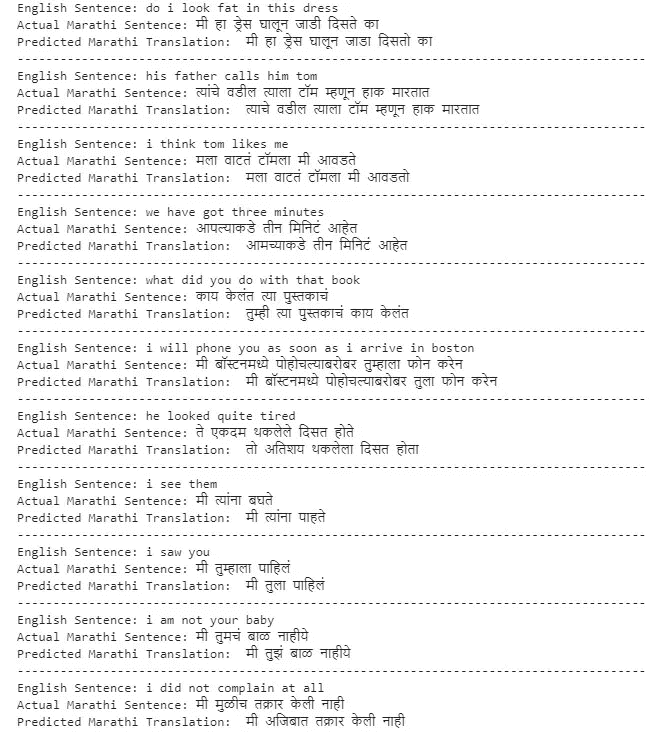 English Sentence: do i look fat in this dress
Actual Marathi Sentence: मी हा ड्रेस घालून जाडी दिसते का
Predicted Marathi Translation:  मी हा ड्रेस घालून जाडा दिसतो का
--------------------------------------------------------------------------------
English Sentence: his father calls him tom
Actual Marathi Sentence: त्यांचे वडील त्याला टॉम म्हणून हाक मारतात
Predicted Marathi Translation:  त्याचे वडील त्याला टॉम म्हणून हाक मारतात
--------------------------------------------------------------------------------
English Sentence: i think tom likes me
Actual Marathi Sentence: मला वाटतं टॉमला मी आवडते
Predicted Marathi Translation:  मला वाटतं टॉमला मी आवडतो
--------------------------------------------------------------------------------
English Sentence: we have got three minutes
Actual Marathi Sentence: आपल्याकडे तीन मिनिटं आहेत
Predicted Marathi Translation:  आमच्याकडे तीन मिनिटं आहेत
--------------------------------------------------------------------------------
English Sentence: what did you do with that book
Actual Marathi Sentence: काय केलंत त्या पुस्तकाचं
Predicted Marathi Translation:  तुम्ही त्या पुस्तकाचं काय केलंत
--------------------------------------------------------------------------------
English Sentence: i will phone you as soon as i arrive in boston
Actual Marathi Sentence: मी बॉस्टनमध्ये पोहोचल्याबरोबर तुम्हाला फोन करेन
Predicted Marathi Translation:  मी बॉस्टनमध्ये पोहोचल्याबरोबर तुला फोन करेन
--------------------------------------------------------------------------------
English Sentence: he looked quite tired
Actual Marathi Sentence: ते एकदम थकलेले दिसत होते
Predicted Marathi Translation:  तो अतिशय थकलेला दिसत होता
--------------------------------------------------------------------------------
English Sentence: i see them
Actual Marathi Sentence: मी त्यांना बघते
Predicted Marathi Translation:  मी त्यांना पाहते
--------------------------------------------------------------------------------
English Sentence: i saw you
Actual Marathi Sentence: मी तुम्हाला पाहिलं
Predicted Marathi Translation:  मी तुला पाहिलं
--------------------------------------------------------------------------------
English Sentence: i am not your baby
Actual Marathi Sentence: मी तुमचं बाळ नाहीये
Predicted Marathi Translation:  मी तुझं बाळ नाहीये
--------------------------------------------------------------------------------
English Sentence: i did not complain at all
Actual Marathi Sentence: मी मुळीच तक्रार केली नाही
Predicted Marathi Translation:  मी अजिबात तक्रार केली नाही